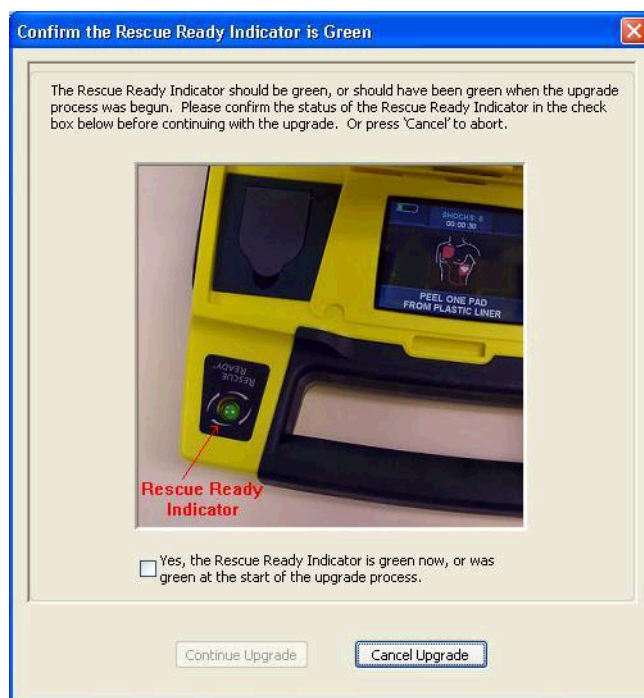 Confirm the Rescue Ready Indicator is Green
The Rescue Ready Indicator should be green, or should have been green when the upgrade
process was begun.  Please confirm the status of the Rescue Ready Indicator in the check
box below before continuing with the upgrade.  Or press 'Cancel' to abort.
SHOCKS: 0
00:00:30
PEEL ONE PAD
FROM PLASTIC LINER
RESCUE
READY®
Rescue Ready
Indicator
Yes, the Rescue Ready Indicator is green now, or was
green at the start of the upgrade process.
Continue Upgrade
Cancel Upgrade